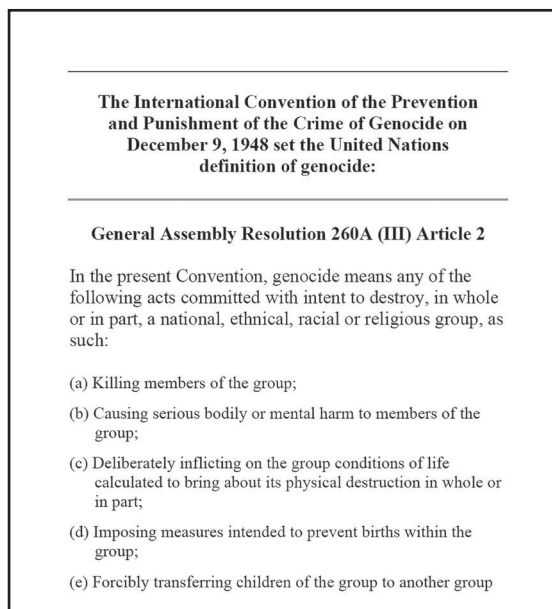 The International Convention of the Prevention
and Punishment of the Crime of Genocide on
December 9, 1948 set the United Nations
definition of genocide:
General Assembly Resolution 260A (III) Article 2
In the present Convention, genocide means any of the
following acts committed with intent to destroy, in whole
or in part, a national, ethnical, racial or religious group, as
such:
(a) Killing members of the group;
(b) Causing serious bodily or mental harm to members of the
group;
(c) Deliberately inflicting on the group conditions of life
calculated to bring about its physical destruction in whole or
in part;
(d) Imposing measures intended to prevent births within the
group;
(e) Forcibly transferring children of the group to another group